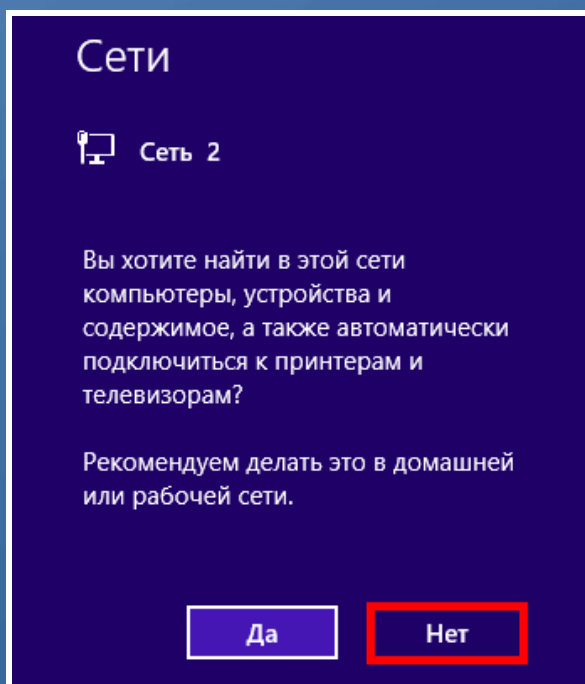 Сети
Сеть 2
Вы хотите найти в этой сети
компьютеры, устройства и
содержимое, а также автоматически
подключиться к принтерам и
телевизорам?
Рекомендуем делать это в домашней
или рабочей сети.
Да Нет